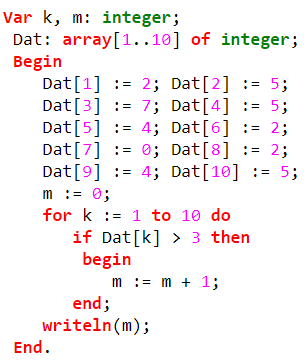 Var k, m: integer;
Dat: array[1..10] of integer;
Begin
Dat[1] := 2; Dat[2] := 5;
Dat[3] := 7; Dat[4] := 5;
Dat[5] := 4; Dat[6] := 2;
Dat[7] := 0; Dat[8] := 2;
Dat[9] := 4; Dat[10] := 5;
m := 0;
for k := 1 to 10 do
if Dat[k] > 3 then
begin
m := m + 1;
end;
writeln(m);
End.